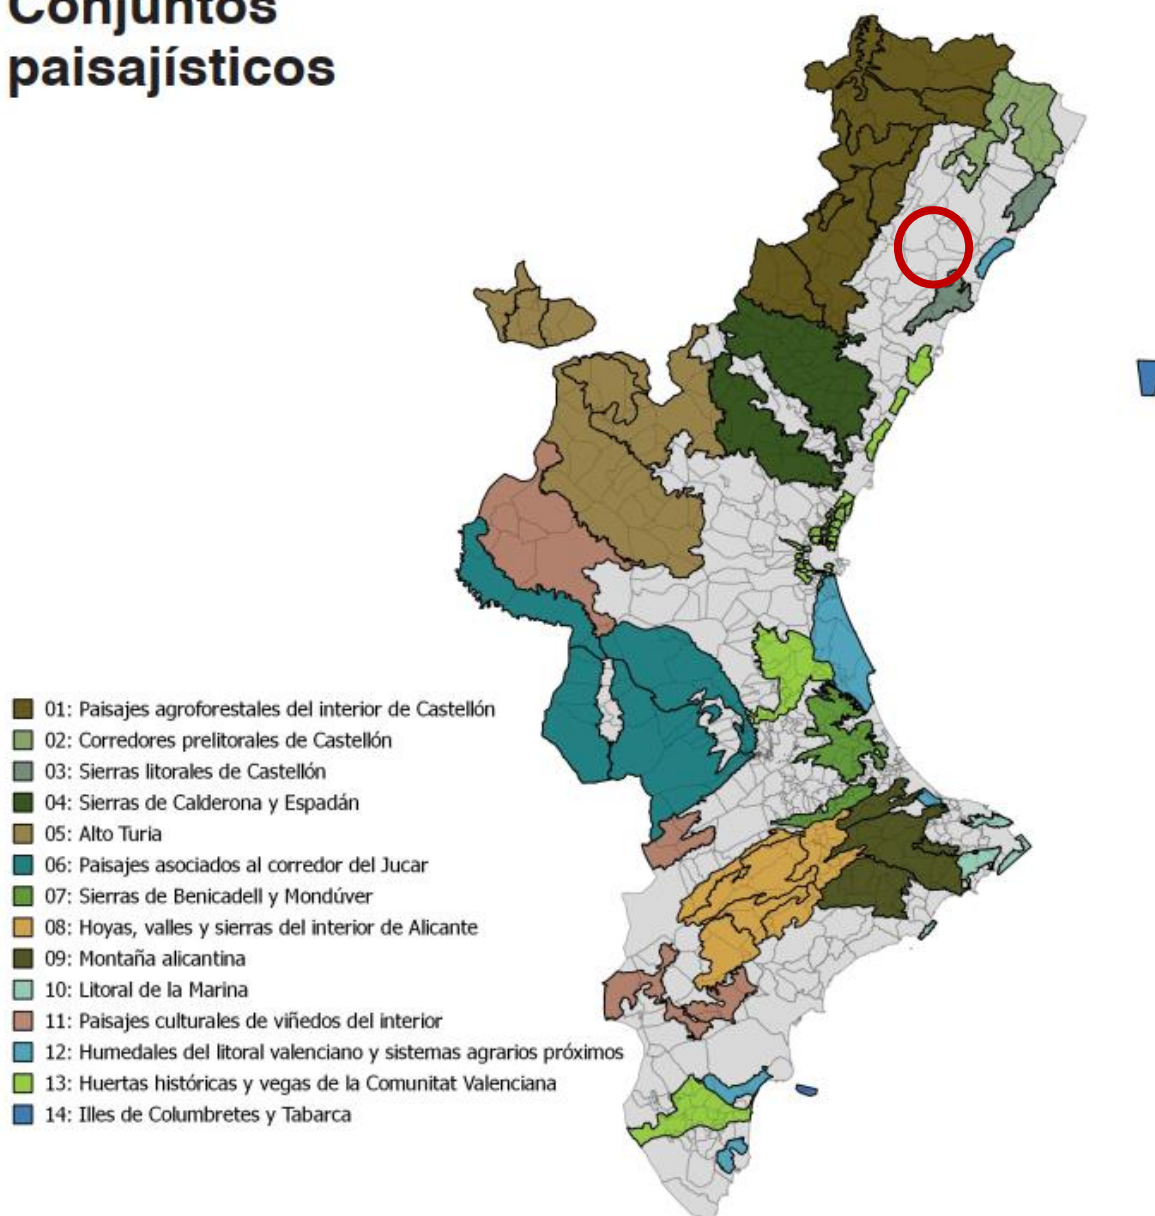 Conjuntos
paisajísticos
01: Paisajes agroforestales del interior de Castellón
02: Corredores prelitorales de Castellón
03: Sierras litorales de Castellón
04: Sierras de Calderona y Espadán
05: Alto Turia
06: Paisajes asociados al corredor del Jucar
07: Sierras de Benicadell y Mondúver
08: Hoyas, valles y sierras del interior de Alicante
09: Montaña alicantina
10: Litoral de la Marina
11: Paisajes culturales de viñedos del interior
12: Humedales del litoral valenciano y sistemas agrarios próximos
13: Huertas históricas y vegas de la Comunitat Valenciana
14: Illes de Columbretes y Tabarca